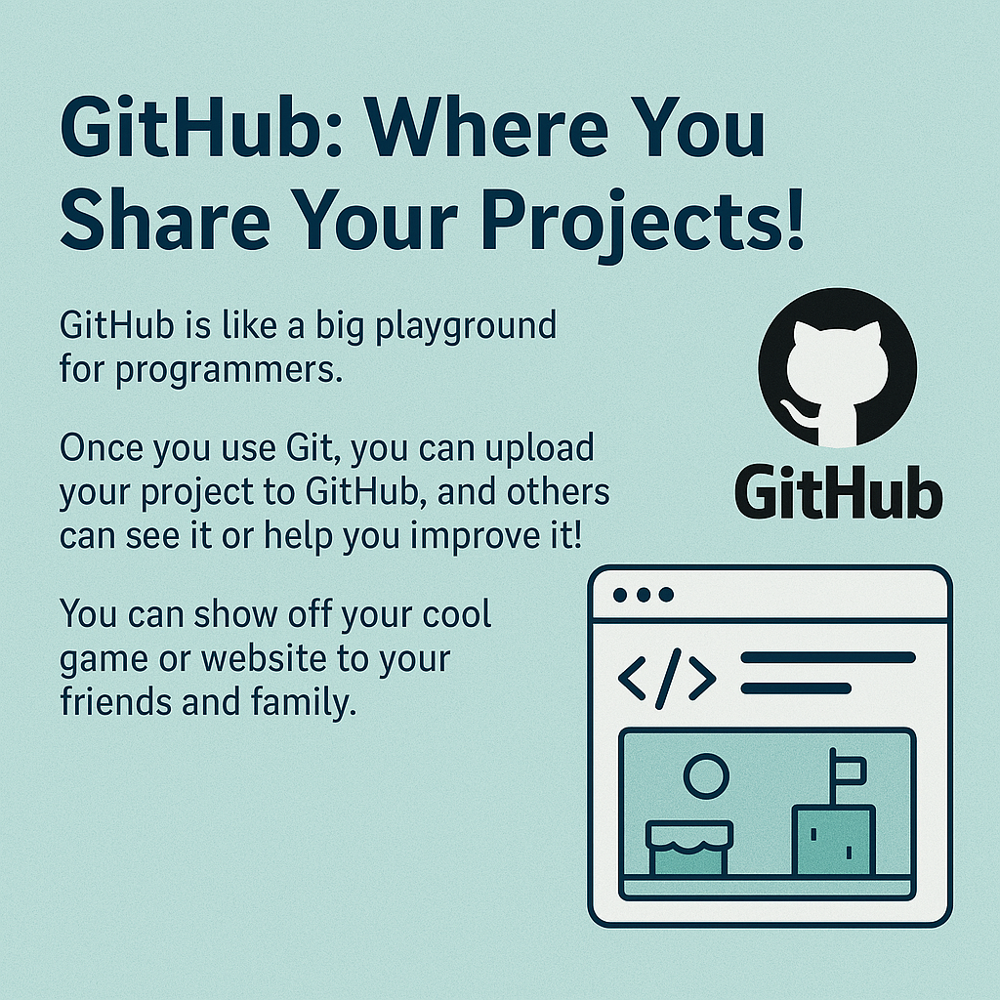 GitHub: Where You
Share Your Projects!
GitHub is like a big playground
for programmers.
Once you use Git, you can upload
your project to GitHub, and others
can see it or help you improve it!
You can show off your cool
game or website to your
friends and family.
GitHub
</>